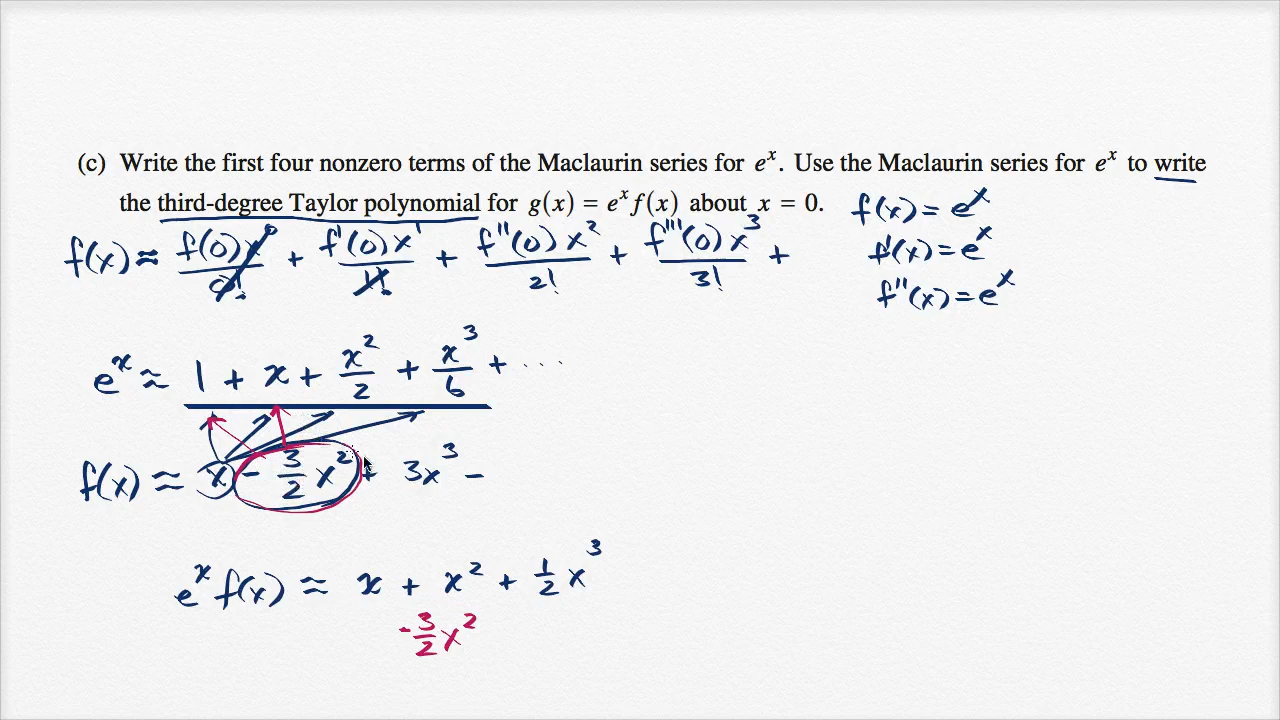 (c) Write the first four nonzero terms of the Maclaurin series for eˣ. Use the Maclaurin series for eˣ to write
the third-degree Taylor polynomial for g(x) = eˣf(x) about x = 0.
f(x) = eˣ
f'(x) = eˣ
f''(x) = eˣ
f(x) ≈ f(0)x⁰/0! + f'(0)x¹/1! + f''(0)x²/2! + f'''(0)x³/3! +
eˣ ≈ 1 + x + x²/2 + x³/6 + ...
f(x) ≈ x - 3/2 x² + 3x³ -
eˣf(x) ≈ x + x² + 1/2 x³
-3/2 x²